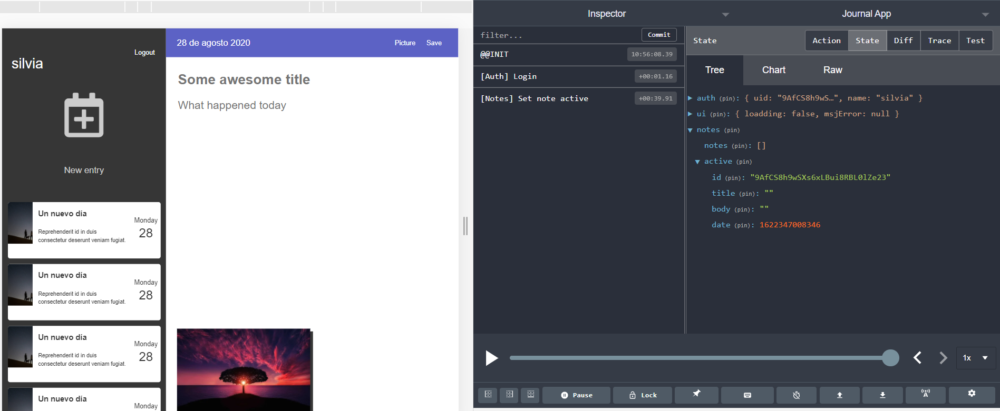 Logout
silvia
New entry
Un nuevo día
Monday
28
Reprehenderit id in duis
consectetur deserunt veniam fugiat.
Un nuevo día
Monday
28
Reprehenderit id in duis
consectetur deserunt veniam fugiat.
Un nuevo día
Monday
28
Reprehenderit id in duis
consectetur deserunt veniam fugiat.
Un nuevo día
Monday
28 de agosto 2020
Picture Save
Some awesome title
What happened today
Inspector
Journal App
filter...
Commit
@@INIT 10:56:08.39
[Auth] Login +00:01.16
[Notes] Set note active +00:39.91
State
Action State Diff Trace Test
Tree Chart Raw
auth (pin): { uid: "9AfCS8h9wS…", name: "silvia" }
ui (pin): { loadding: false, msjError: null }
notes (pin)
notes (pin): []
active (pin)
id (pin): "9AfCS8h9wSXs6xLBui8RBL0lZe23"
title (pin): ""
body (pin): ""
date (pin): 1622347008346
1x
Pause Lock